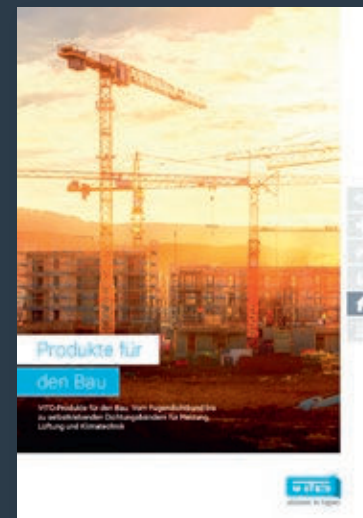 Produkte für
den Bau
VITO-Produkte für den Bau. Vom Fugendichtband bis
zu selbstklebenden Dichtungsbändern für Heizung,
Lüftung und Klimatechnik